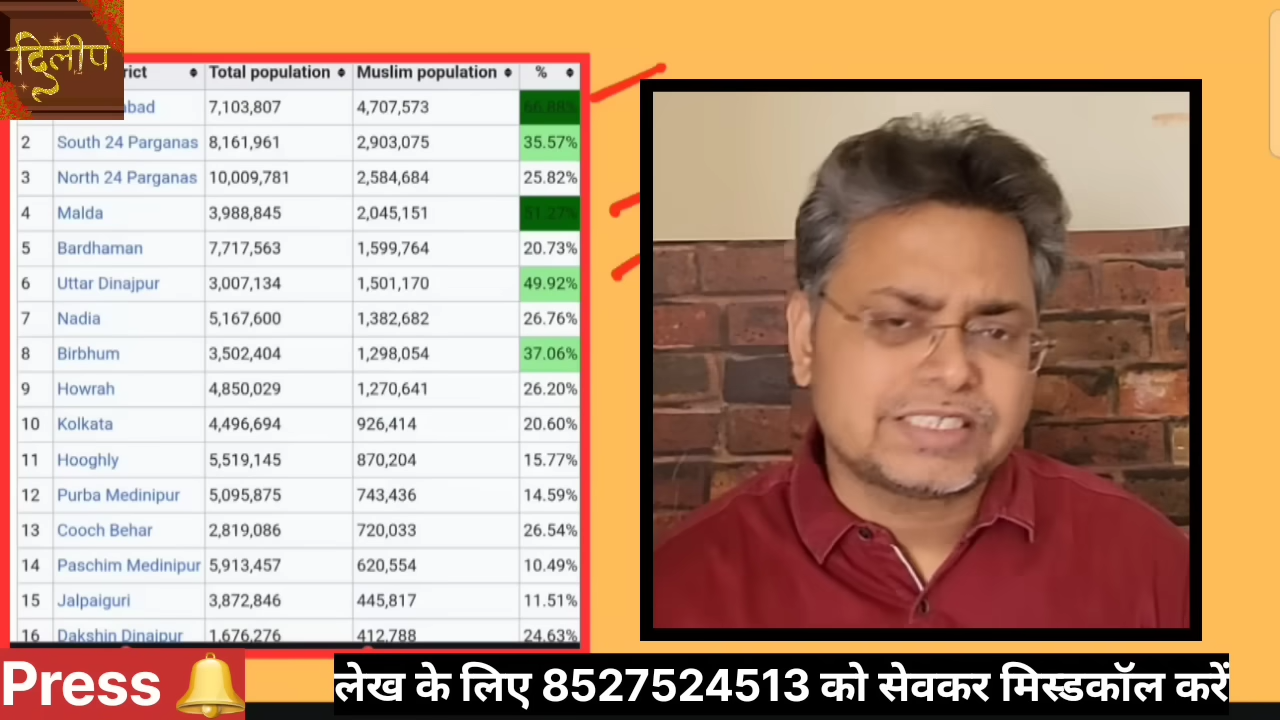 दिलीप
rict Total population Muslim population %
bad 7,103,807 4,707,573 66.88%
2 South 24 Parganas 8,161,961 2,903,075 35.57%
3 North 24 Parganas 10,009,781 2,584,684 25.82%
4 Malda 3,988,845 2,045,151 51.27%
5 Bardhaman 7,717,563 1,599,764 20.73%
6 Uttar Dinajpur 3,007,134 1,501,170 49.92%
7 Nadia 5,167,600 1,382,682 26.76%
8 Birbhum 3,502,404 1,298,054 37.06%
9 Howrah 4,850,029 1,270,641 26.20%
10 Kolkata 4,496,694 926,414 20.60%
11 Hooghly 5,519,145 870,204 15.77%
12 Purba Medinipur 5,095,875 743,436 14.59%
13 Cooch Behar 2,819,086 720,033 26.54%
14 Paschim Medinipur 5,913,457 620,554 10.49%
15 Jalpaiguri 3,872,846 445,817 11.51%
16 Dakshin Dinajpur 1,676,276 412,788 24.63%
Press
लेख के लिए 8527524513 को सेवकर मिस्डकॉल करें